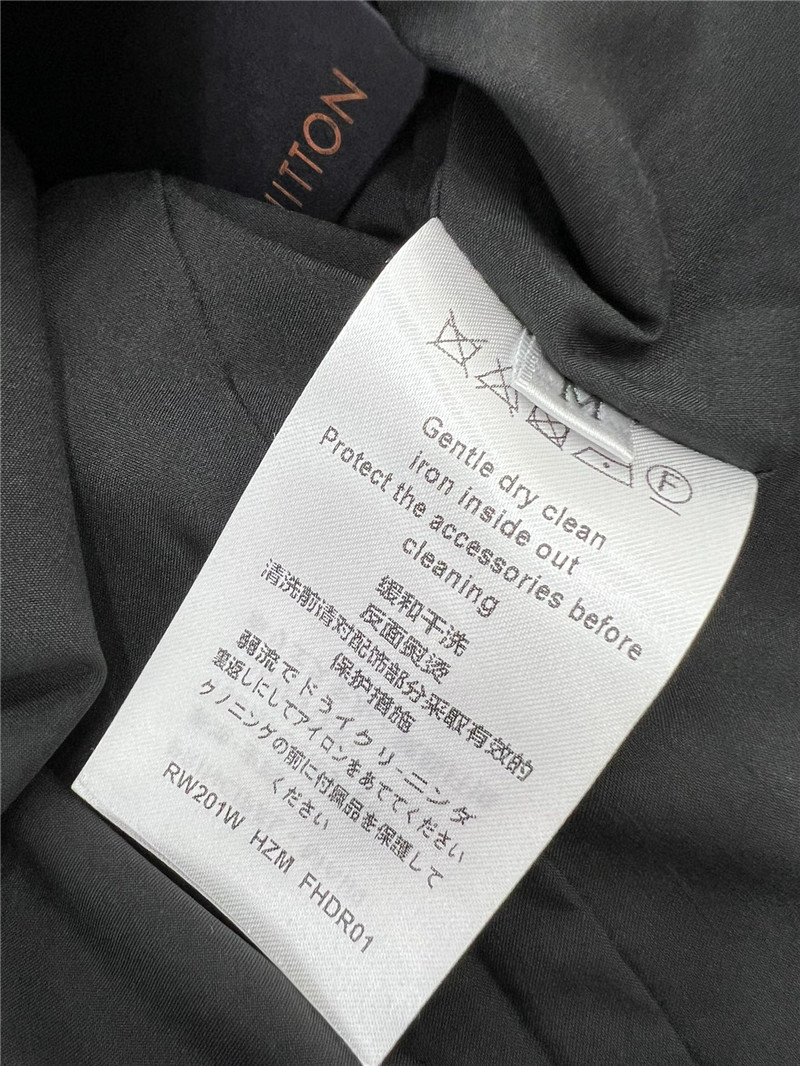 UITTON
M
F
Gentle dry clean
iron inside out
Protect the accessories before
cleaning
缓和干洗
反面熨烫
清洗前请对配饰部分采取有效的
保护措施
弱流でドライクリーニング
裏返しにしてアイロンをあててください
クノニングの前に付属品を保護して
ください
RW201W HZM FHDR01